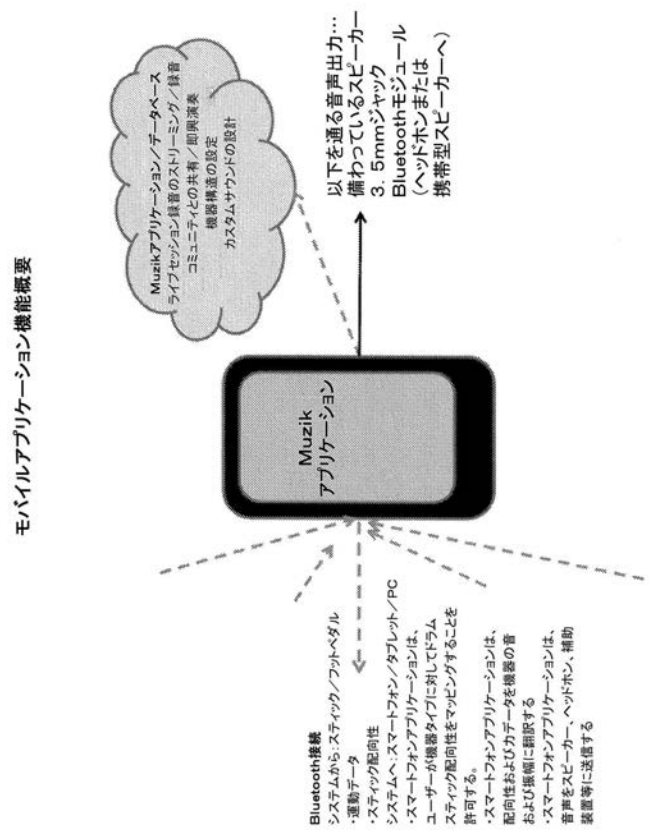 モバイルアプリケーション機能概要
Bluetooth接続
システムから:スティック/フットペダル
・運動データ
・スティック配向性
システムへ:スマートフォン/タブレット/PC
・スマートフォンアプリケーションは、
ユーザーが機器タイプに対してドラム
スティック配向性をマッピングすることを
許可する。
・スマートフォンアプリケーションは、
配向性および力データを機器の音
および振幅に翻訳する
・スマートフォンアプリケーションは、
音声をスピーカー、ヘッドホン、補助
装置等に送信する
Muzik
アプリケーション
Muzikアプリケーション/データベース
ライブセッション録音のストリーミング/録音
コミュニティとの共有/即興演奏
機器構造の設定
カスタムサウンドの設計
以下を通る音声出力…
備わっているスピーカー
3.5mmジャック
Bluetoothモジュール
(ヘッドホンまたは
携帯型スピーカーへ)